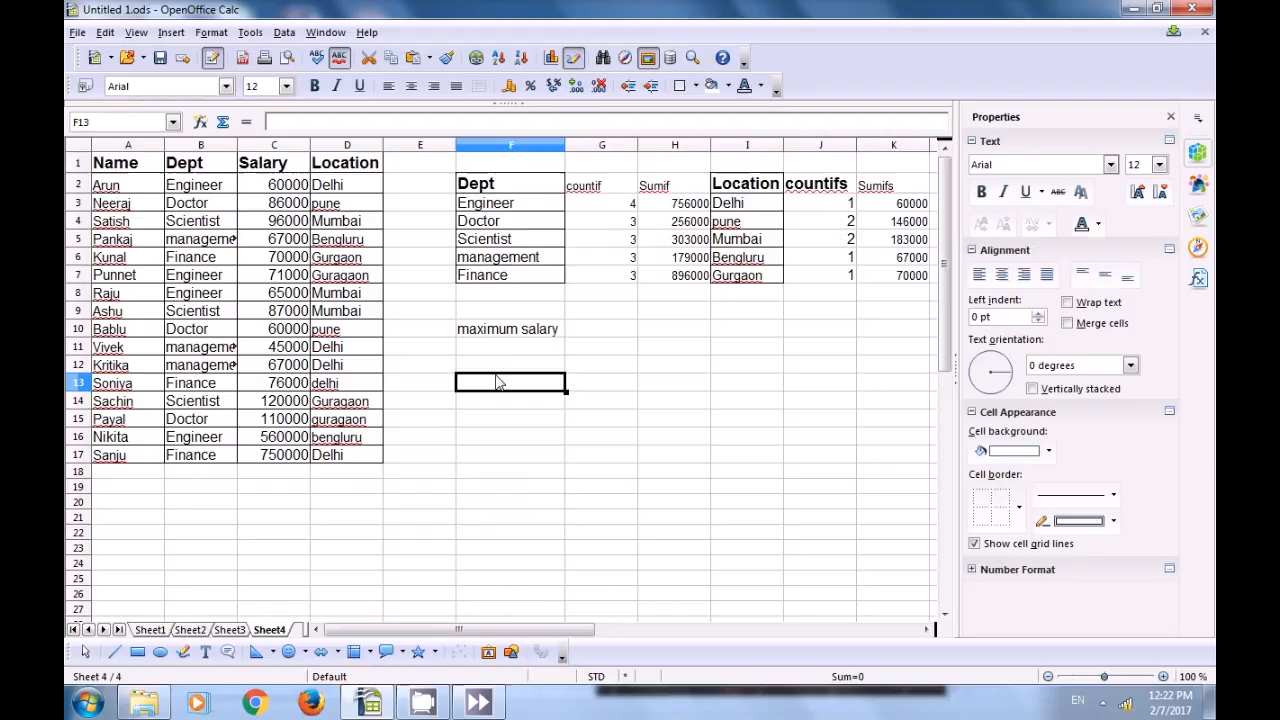 Untitled 1.ods - OpenOffice Calc
File Edit View Insert Format Tools Data Window Help
Arial 12
F13
A B C D E F G H I J K
1 Name Dept Salary Location
2 Arun Engineer 60000 Delhi Dept countif Sumif Location countifs Sumifs
3 Neeraj Doctor 86000 pune Engineer 4 756000 Delhi 1 60000
4 Satish Scientist 96000 Mumbai Doctor 3 256000 pune 2 146000
5 Pankaj manageme 67000 Bengluru Scientist 3 303000 Mumbai 2 183000
6 Kunal Finance 70000 Gurgaon management 3 179000 Bengluru 1 67000
7 Punnet Engineer 71000 Guragaon Finance 3 896000 Gurgaon 1 70000
8 Raju Engineer 65000 Mumbai
9 Ashu Scientist 87000 Mumbai
10 Bablu Doctor 60000 pune maximum salary
11 Vivek manageme 45000 Delhi
12 Kritika manageme 67000 Delhi
13 Soniya Finance 76000 delhi
14 Sachin Scientist 120000 Guragaon
15 Payal Doctor 110000 guragaon
16 Nikita Engineer 560000 bengluru
17 Sanju Finance 750000 Delhi
18
19
20
21
22
23
24
25
26
27
Sheet1 Sheet2 Sheet3 Sheet4
Sheet 4 / 4 Default STD * Sum=0 100 %
Properties
Text
Arial 12
Alignment
Left indent:
0 pt
Wrap text
Merge cells
Text orientation:
0 degrees
Vertically stacked
Cell Appearance
Cell background:
Cell border:
Show cell grid lines
Number Format
EN
12:22 PM
2/7/2017